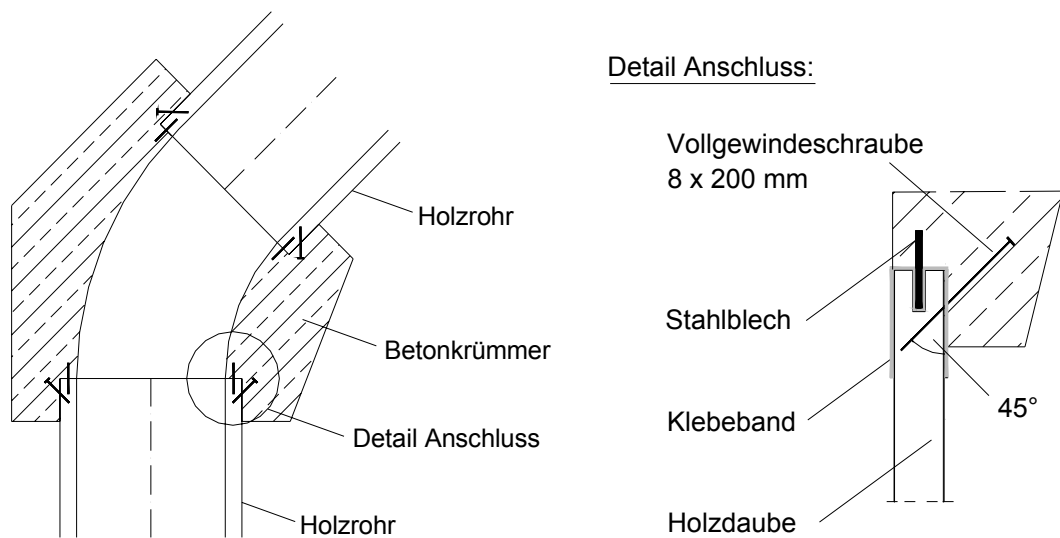 Holzrohr
Betonkrümmer
Detail Anschluss
Holzrohr
Detail Anschluss:
Vollgewindeschraube
8 x 200 mm
Stahlblech
Klebeband
45°
Holzdaube